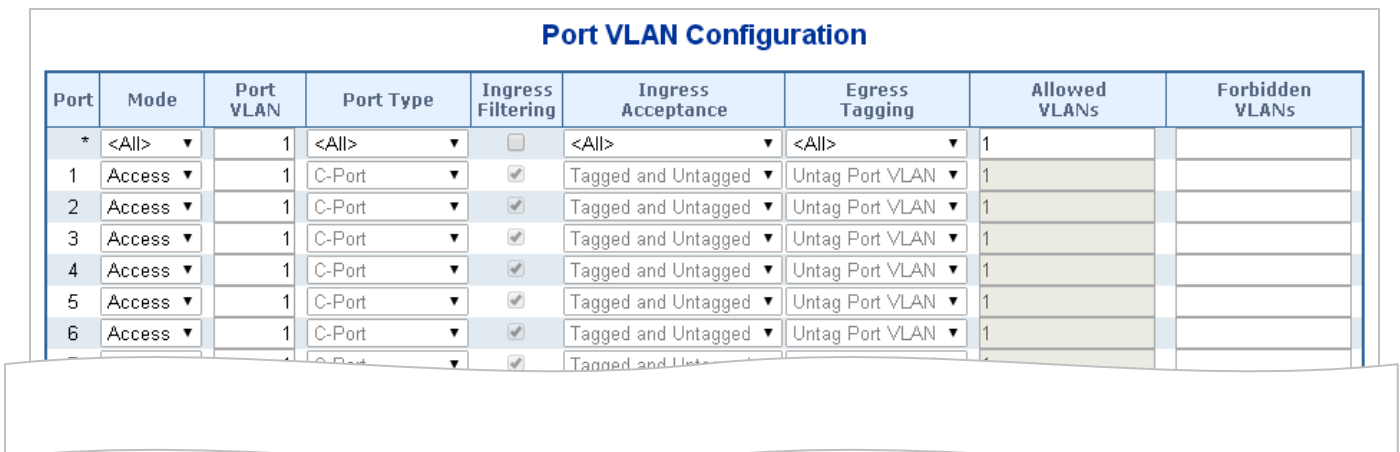 Port VLAN Configuration
Port Mode Port VLAN Port Type Ingress Filtering Ingress Acceptance Egress Tagging Allowed VLANs Forbidden VLANs
* <All> 1 <All> <All> <All> 1
1 Access 1 C-Port Tagged and Untagged Untag Port VLAN 1
2 Access 1 C-Port Tagged and Untagged Untag Port VLAN 1
3 Access 1 C-Port Tagged and Untagged Untag Port VLAN 1
4 Access 1 C-Port Tagged and Untagged Untag Port VLAN 1
5 Access 1 C-Port Tagged and Untagged Untag Port VLAN 1
6 Access 1 C-Port Tagged and Untagged Untag Port VLAN 1
1 C-Port Tagged and